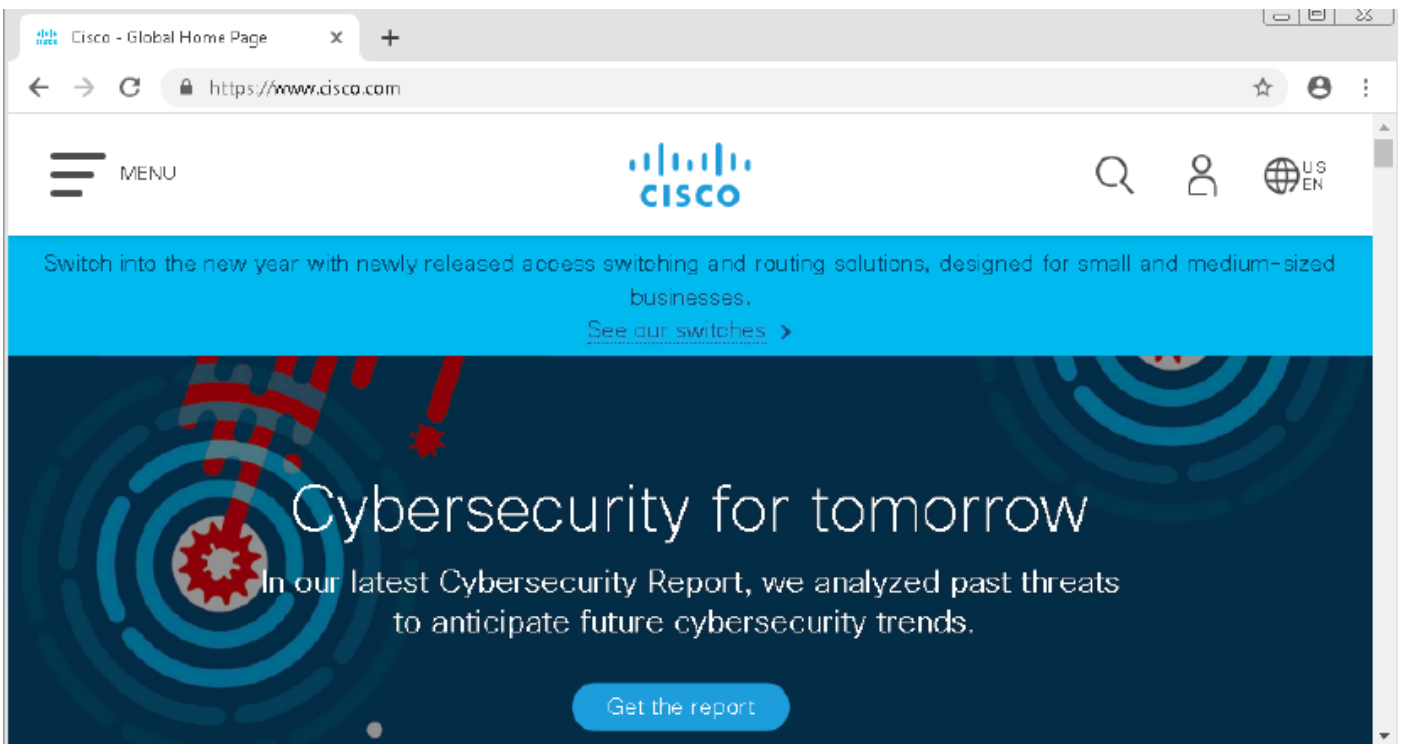 Cisco - Global Home Page
https://www.cisco.com
MENU
CISCO
US
EN
Switch into the new year with newly released access switching and routing solutions, designed for small and medium-sized
businesses.
See our switches
Cybersecurity for tomorrow
In our latest Cybersecurity Report, we analyzed past threats
to anticipate future cybersecurity trends.
Get the report